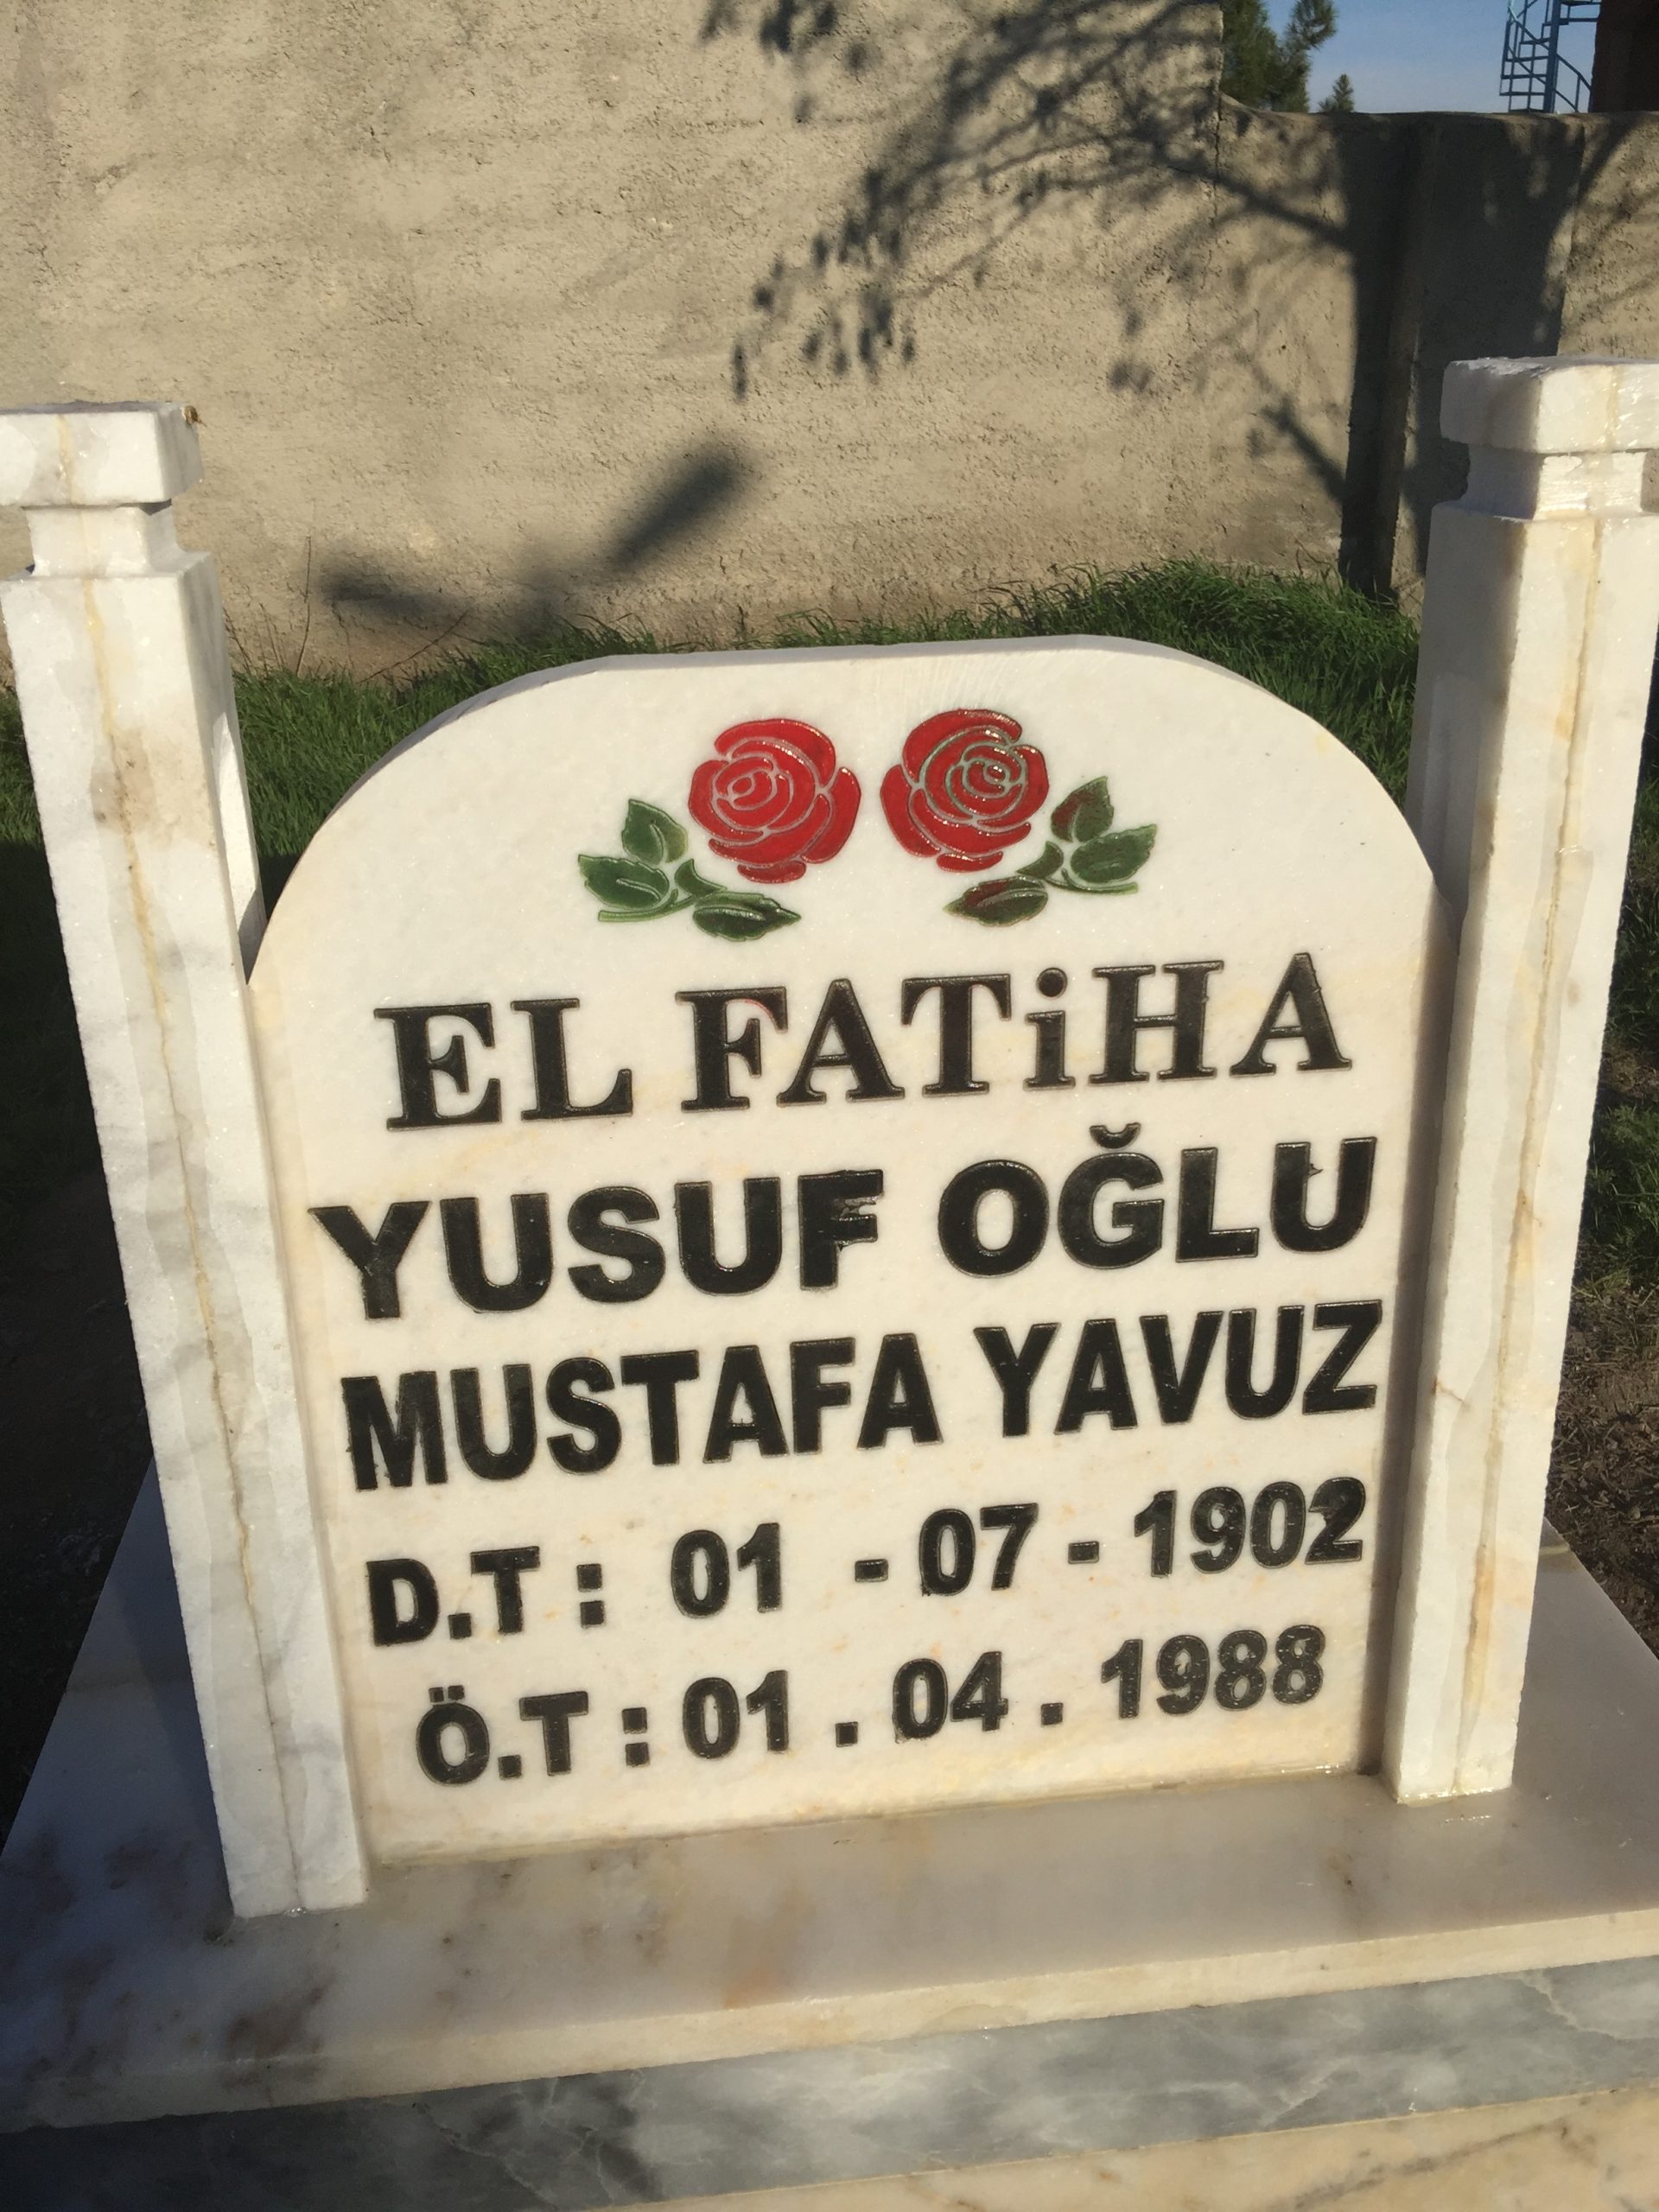 EL FATiHA
YUSUF OĞLU
MUSTAFA YAVUZ
D.T : 01 - 07 - 1902
Ö.T : 01 . 04 . 1988